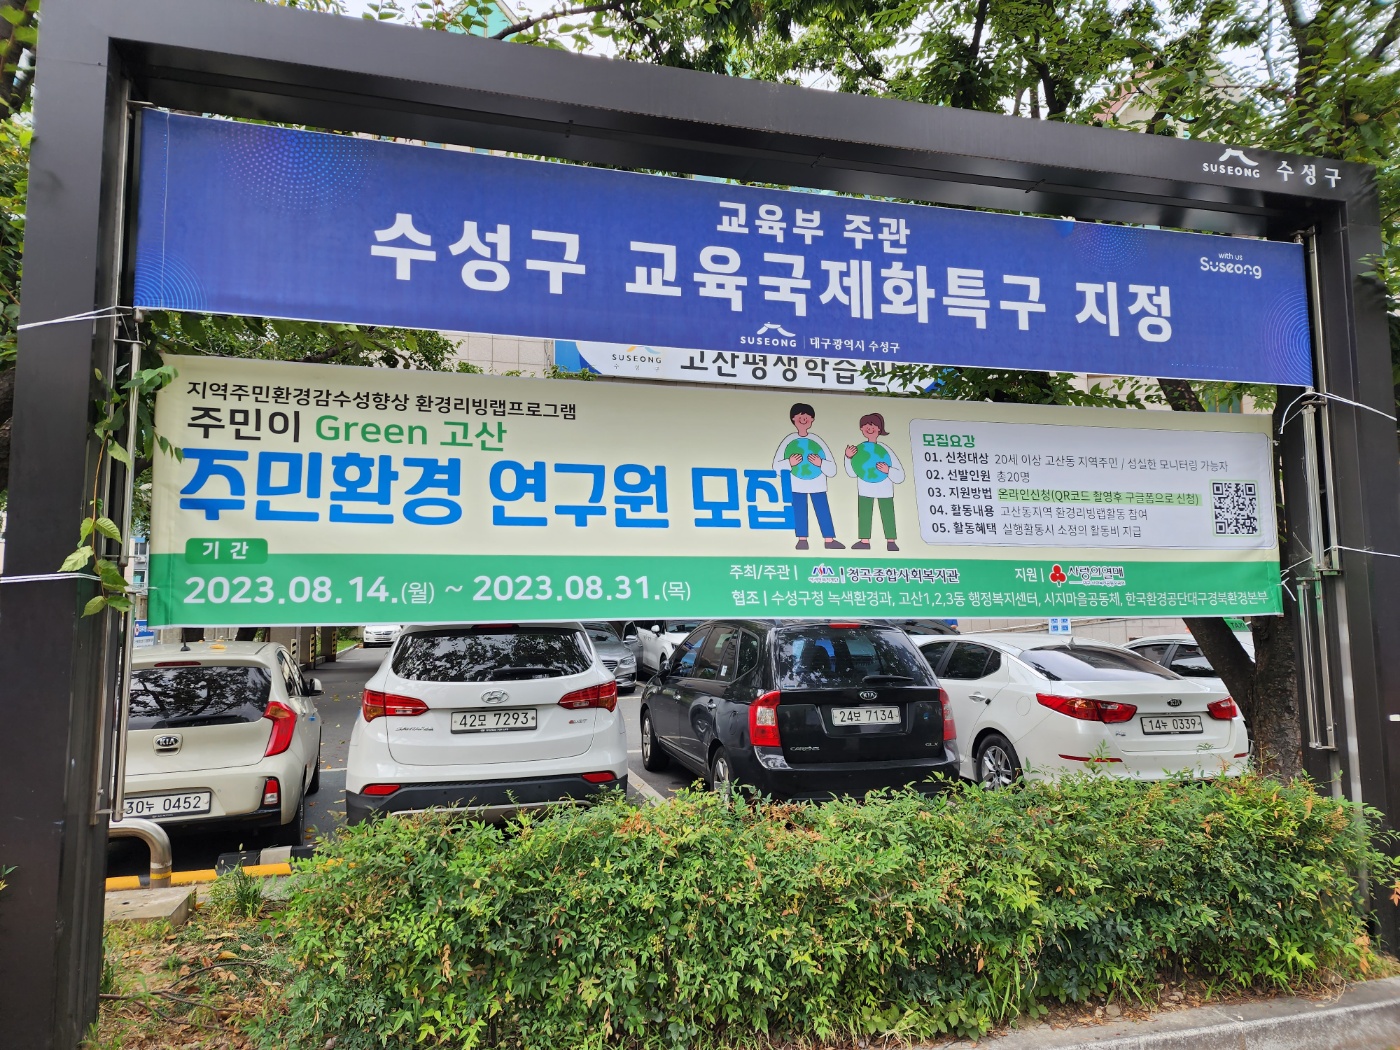 SUSEONG 수성구
교육부 주관
수성구 교육국제화특구 지정
with us
Suseong
SUSEONG 대구광역시 수성구
SUSEONG
수성구
고산평생학습센터
지역주민환경감수성향상 환경리빙랩프로그램
주민이 Green 고산
주민환경 연구원 모집
기 간
2023.08.14.(월) ~ 2023.08.31.(목)
모집요강
01. 신청대상 20세 이상 고산동 지역주민 / 성실한 모니터링 가능자
02. 선발인원 총20명
03. 지원방법 온라인신청(QR코드 촬영후 구글폼으로 신청)
04. 활동내용 고산동지역 환경리빙랩활동 참여
05. 활동혜택 실행활동시 소정의 활동비 지급
주최/주관 | 청곡종합사회복지관 지원 | 사랑의열매
협조 | 수성구청 녹색환경과, 고산1,2,3동 행정복지센터, 시지마을공동체, 한국환경공단대구경북환경본부
TAXI
KIA
30누 0452
SANTAFE
42모 7293
KIA
24보 7134
CARENS
GLX
KIA
14누 0339